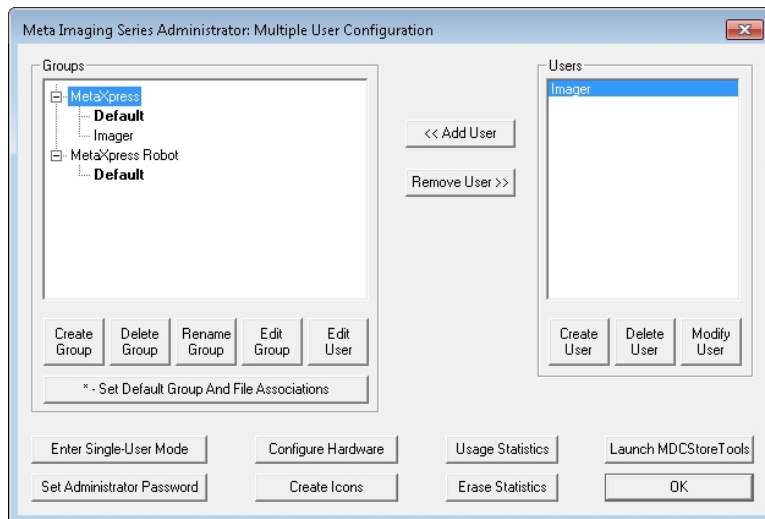 Meta Imaging Series Administrator: Multiple User Configuration
Groups
MetaXpress
Default
Imager
MetaXpress Robot
Default
<< Add User
Remove User >>
Users
Imager
Create Group
Delete Group
Rename Group
Edit Group
Edit User
* - Set Default Group And File Associations
Create User
Delete User
Modify User
Enter Single-User Mode
Configure Hardware
Usage Statistics
Launch MDCStoreTools
Set Administrator Password
Create Icons
Erase Statistics
OK